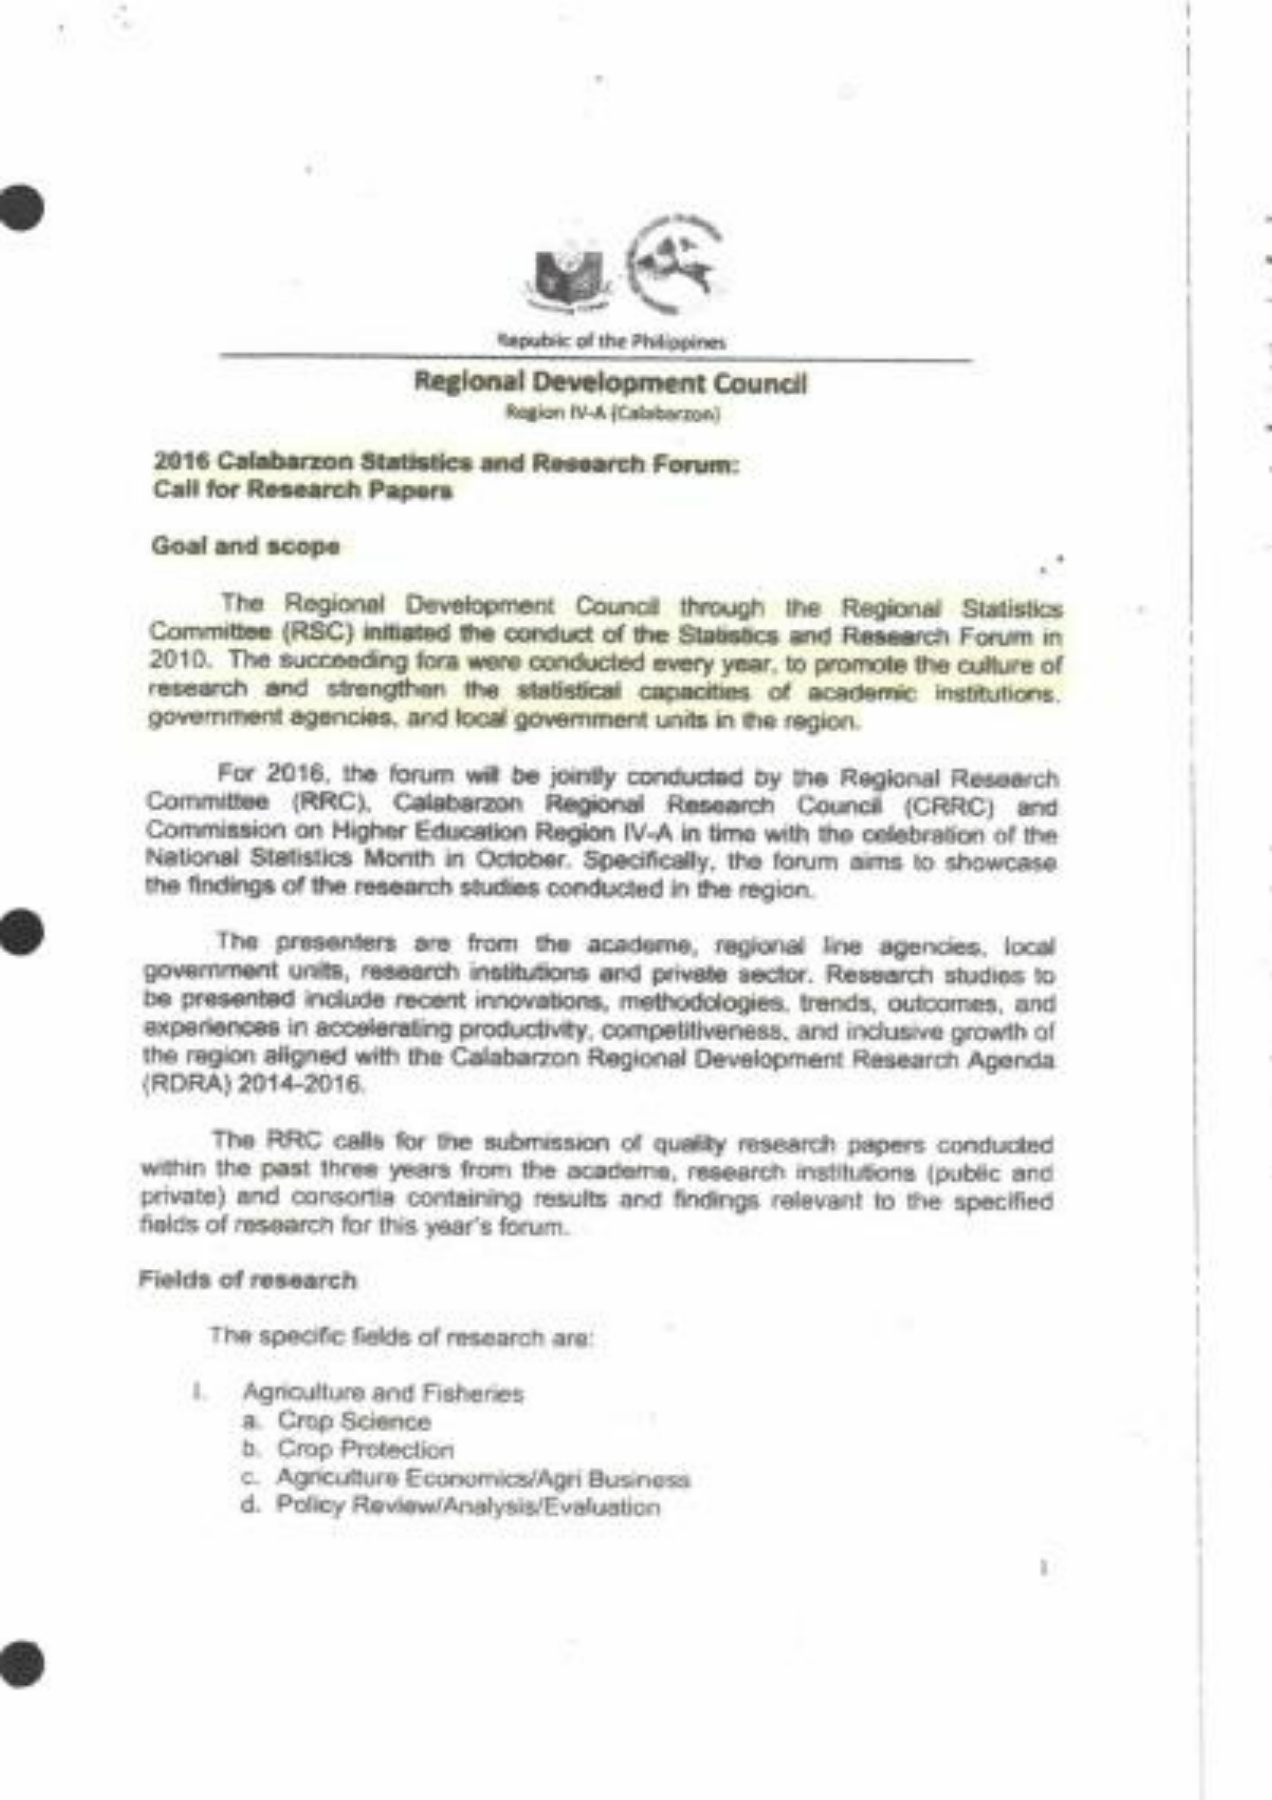 Republic of the Philippines
Regional Development Council
Region IV-A (Calabarzon)
2016 Calabarzon Statistics and Research Forum:
Call for Research Papers
Goal and scope
The Regional Development Council through the Regional Statistics
Committee (RSC) initiated the conduct of the Statistics and Research Forum in
2010. The succeeding fora were conducted every year, to promote the culture of
research and strengthen the statistical capacities of academic institutions,
government agencies, and local government units in the region.
For 2016, the forum will be jointly conducted by the Regional Research
Committee (RRC), Calabarzon Regional Research Council (CRRC) and
Commission on Higher Education Region IV-A in time with the celebration of the
National Statistics Month in October. Specifically, the forum aims to showcase
the findings of the research studies conducted in the region.
The presenters are from the academe, regional line agencies, local
government units, research institutions and private sector. Research studies to
be presented include recent innovations, methodologies, trends, outcomes, and
experiences in accelerating productivity, competitiveness, and inclusive growth of
the region aligned with the Calabarzon Regional Development Research Agenda
(RDRA) 2014-2016.
The RRC calls for the submission of quality research papers conducted
within the past three years from the academe, research institutions (public and
private) and consortia containing results and findings relevant to the specified
fields of research for this year's forum.
Fields of research
The specific fields of research are:
I. Agriculture and Fisheries
a. Crop Science
b. Crop Protection
c. Agriculture Economics/Agri Business
d. Policy Review/Analysis/Evaluation
1